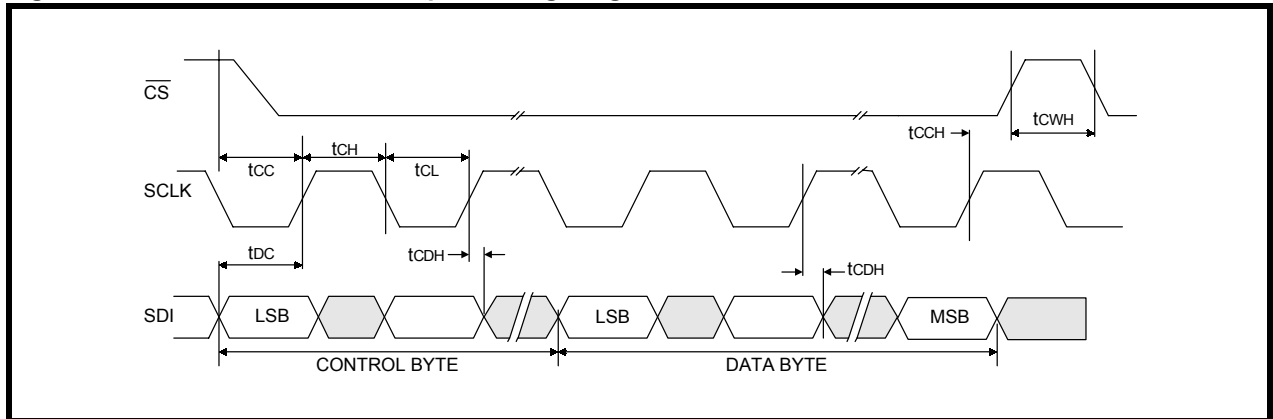 CS
tCC
tCH
tCL
tCCH
tCWH
SCLK
tDC
tCDH
tCDH
SDI
LSB
LSB
MSB
CONTROL BYTE
DATA BYTE